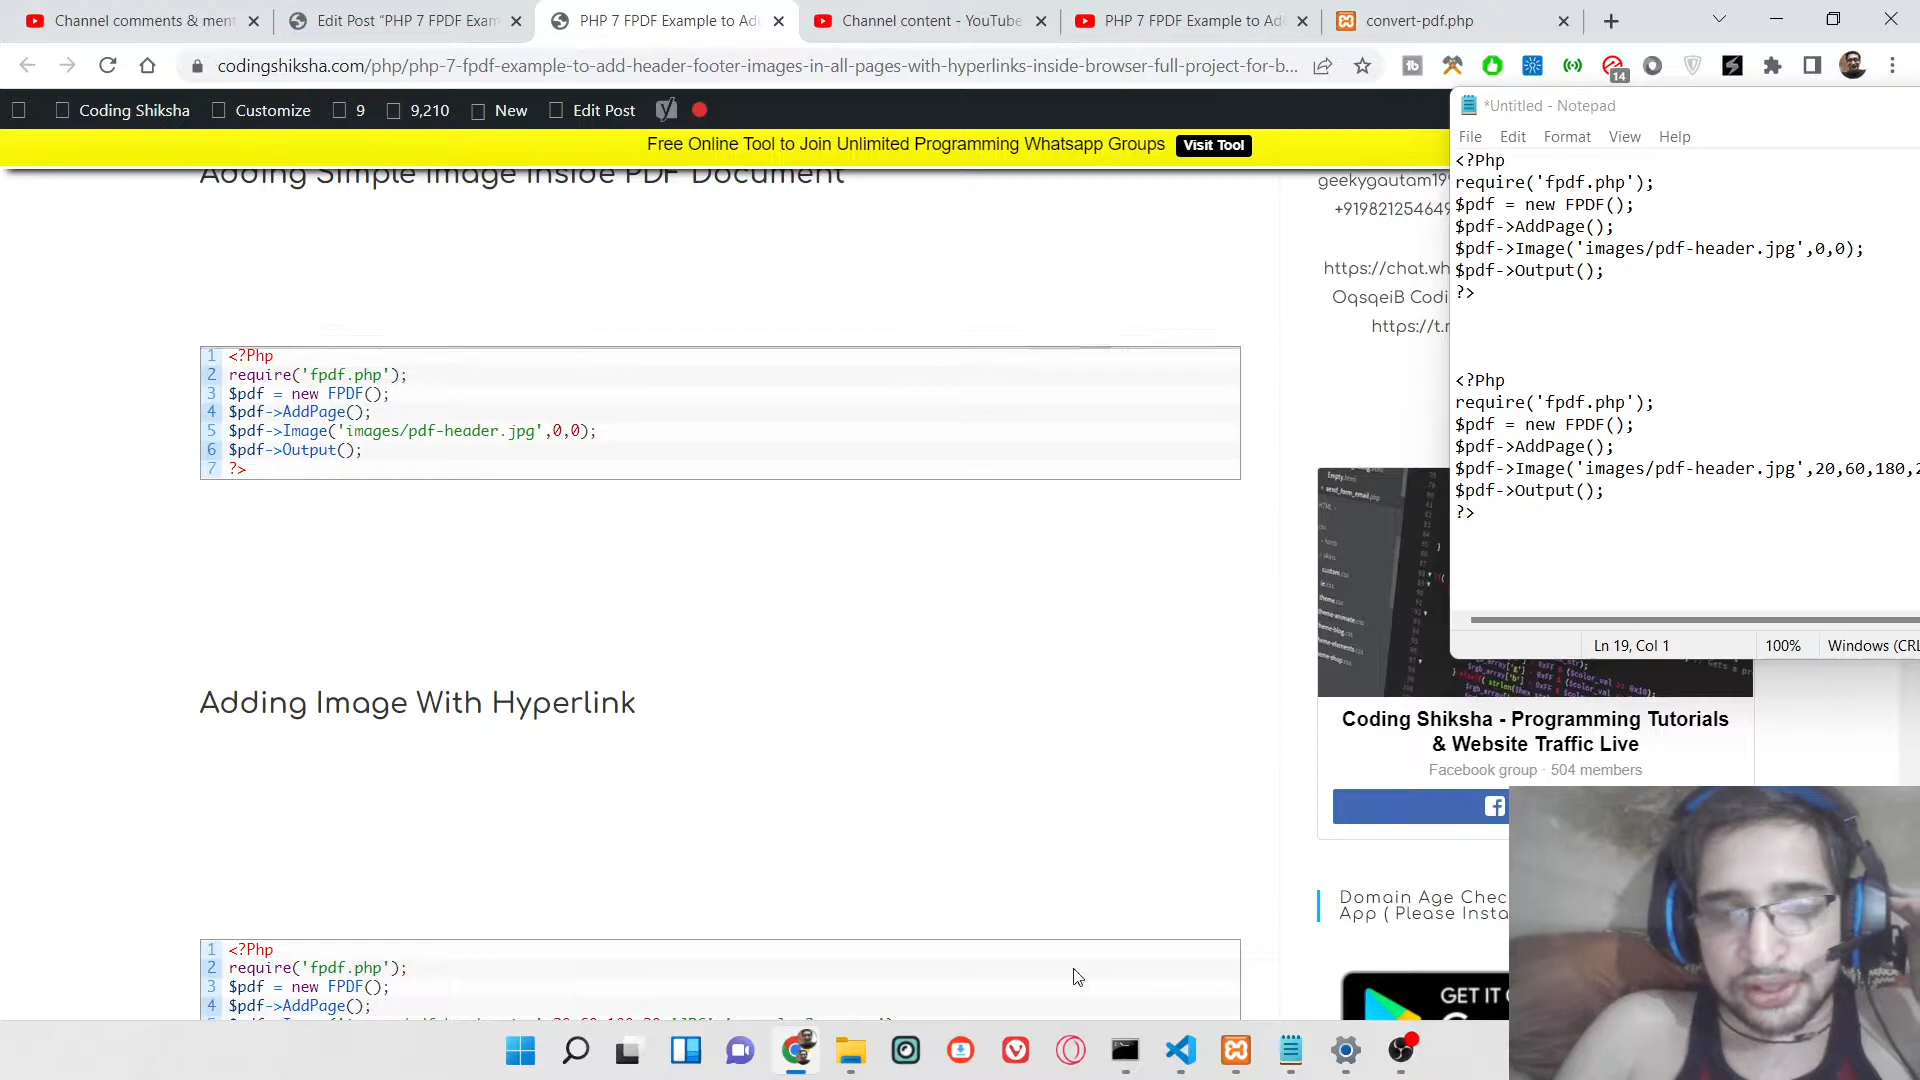 Channel comments & ment
Edit Post "PHP 7 FPDF Exam
PHP 7 FPDF Example to Ad
Channel content - YouTube
PHP 7 FPDF Example to Ad
convert-pdf.php
codingshiksha.com/php/php-7-fpdf-example-to-add-header-footer-images-in-all-pages-with-hyperlinks-inside-browser-full-project-for-b...
14
Coding Shiksha
Customize
9
9,210
New
Edit Post
Free Online Tool to Join Unlimited Programming Whatsapp Groups Visit Tool
Adding Simple Image Inside PDF Document
1 <?Php
2 require('fpdf.php');
3 $pdf = new FPDF();
4 $pdf->AddPage();
5 $pdf->Image('images/pdf-header.jpg',0,0);
6 $pdf->Output();
7 ?>
Adding Image With Hyperlink
1 <?Php
2 require('fpdf.php');
3 $pdf = new FPDF();
4 $pdf->AddPage();
geekygautam199
+91982125464
https://chat.wh
OqsqeiB Codi
https://t.r
*Untitled - Notepad
File Edit Format View Help
<?Php
require('fpdf.php');
$pdf = new FPDF();
$pdf->AddPage();
$pdf->Image('images/pdf-header.jpg',0,0);
$pdf->Output();
?>
<?Php
require('fpdf.php');
$pdf = new FPDF();
$pdf->AddPage();
$pdf->Image('images/pdf-header.jpg',20,60,180,2
$pdf->Output();
?>
Ln 19, Col 1
100%
Windows (CRL
Coding Shiksha - Programming Tutorials
& Website Traffic Live
Facebook group · 504 members
Domain Age Chec
App ( Please Insta
GET IT O